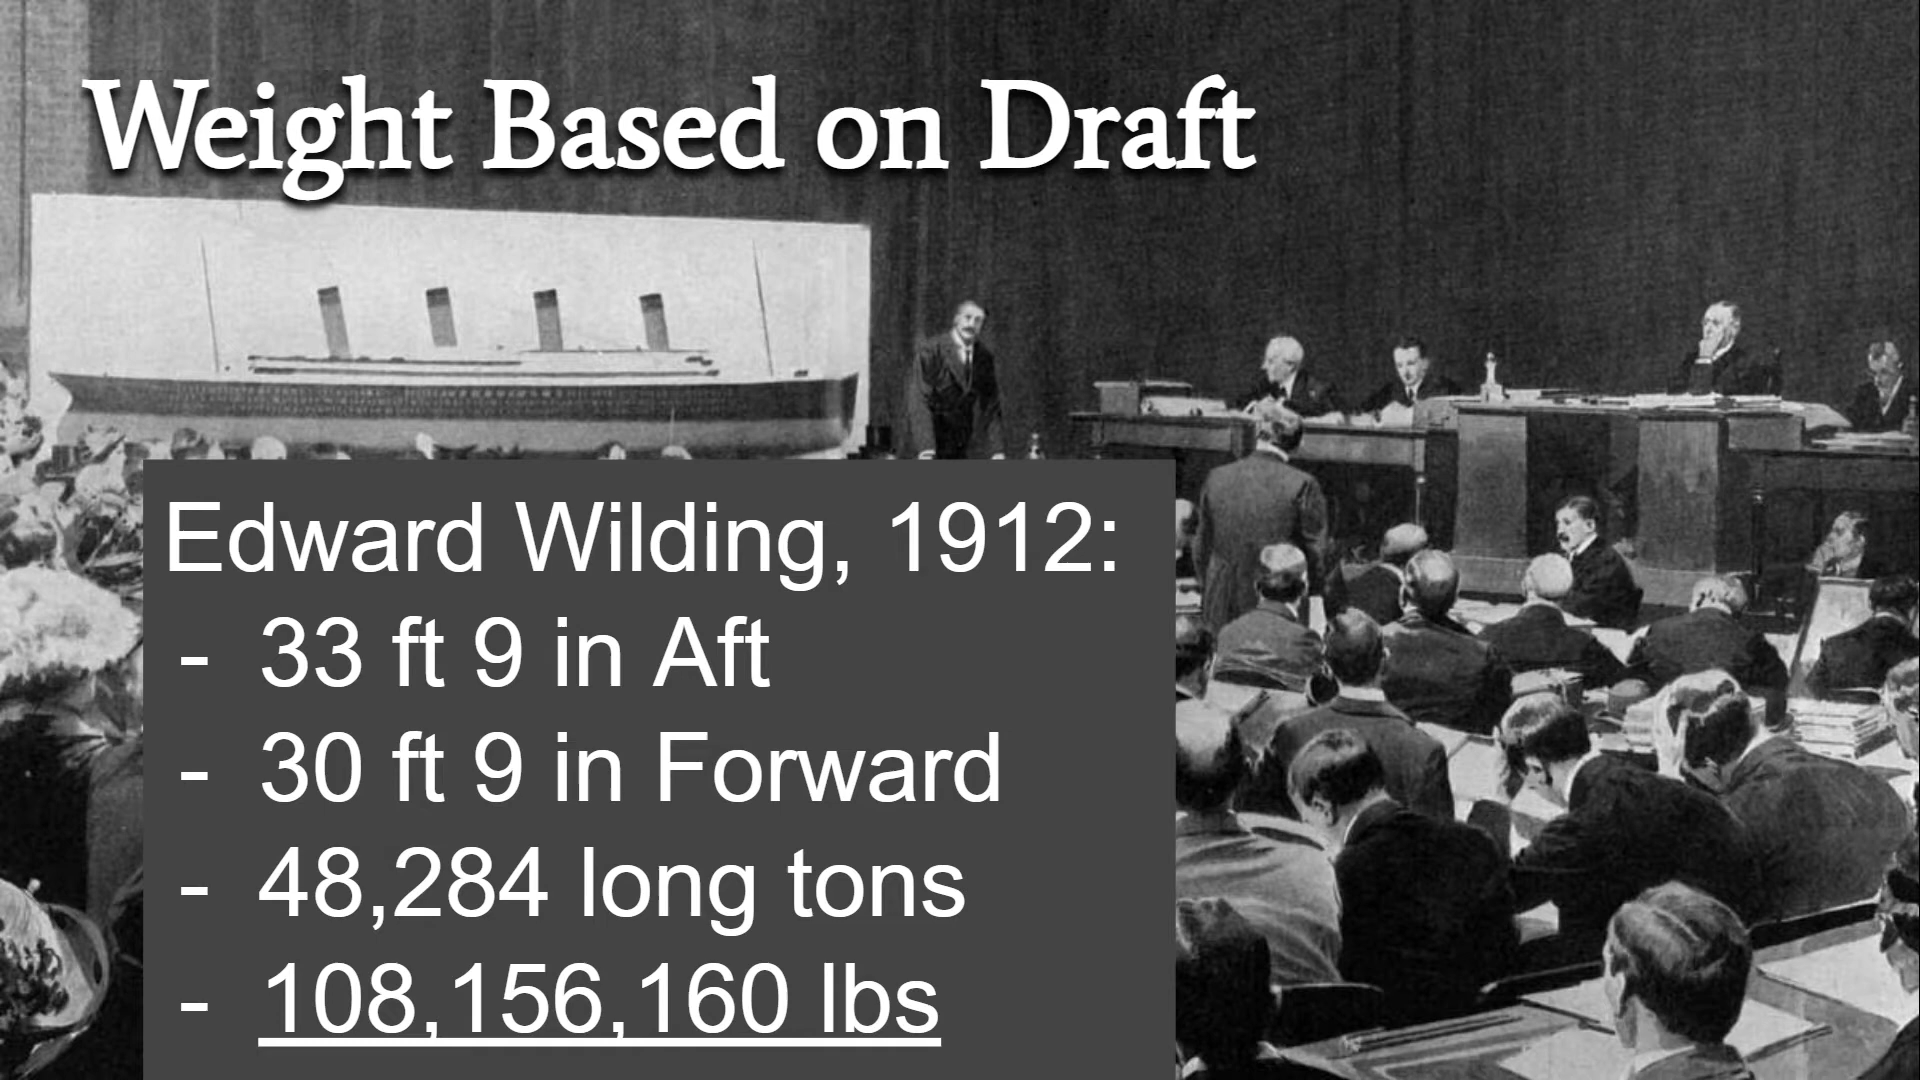 Weight Based on Draft
Edward Wilding, 1912:
- 33 ft 9 in Aft
- 30 ft 9 in Forward
- 48,284 long tons
- 108,156,160 lbs